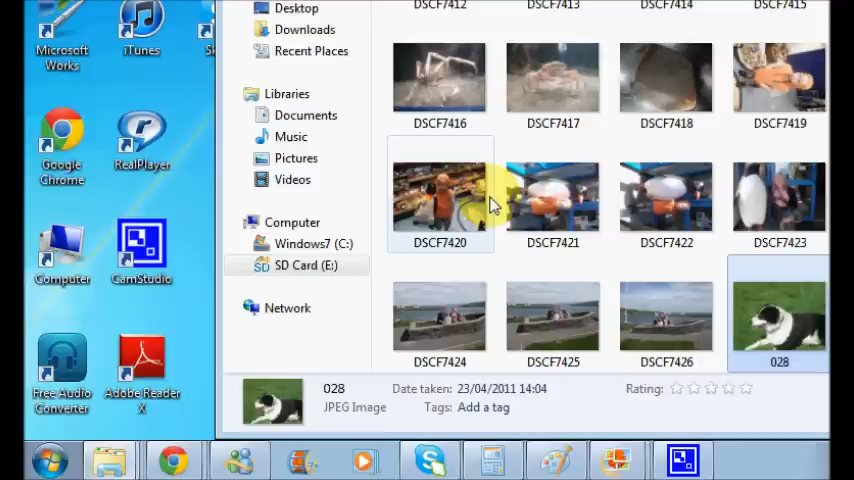 Microsoft
Works
iTunes
Google
Chrome
RealPlayer
Computer
CamStudio
Free Audio
Converter
Adobe Reader
X
Desktop
Downloads
Recent Places
Libraries
Documents
Music
Pictures
Videos
Computer
Windows7 (C:)
SD Card (E:)
Network
DSCF7412
DSCF7413
DSCF7414
DSCF7415
DSCF7416
DSCF7417
DSCF7418
DSCF7419
DSCF7420
DSCF7421
DSCF7422
DSCF7423
DSCF7424
DSCF7425
DSCF7426
028
028
Date taken: 23/04/2011 14:04
Rating:
JPEG Image
Tags: Add a tag